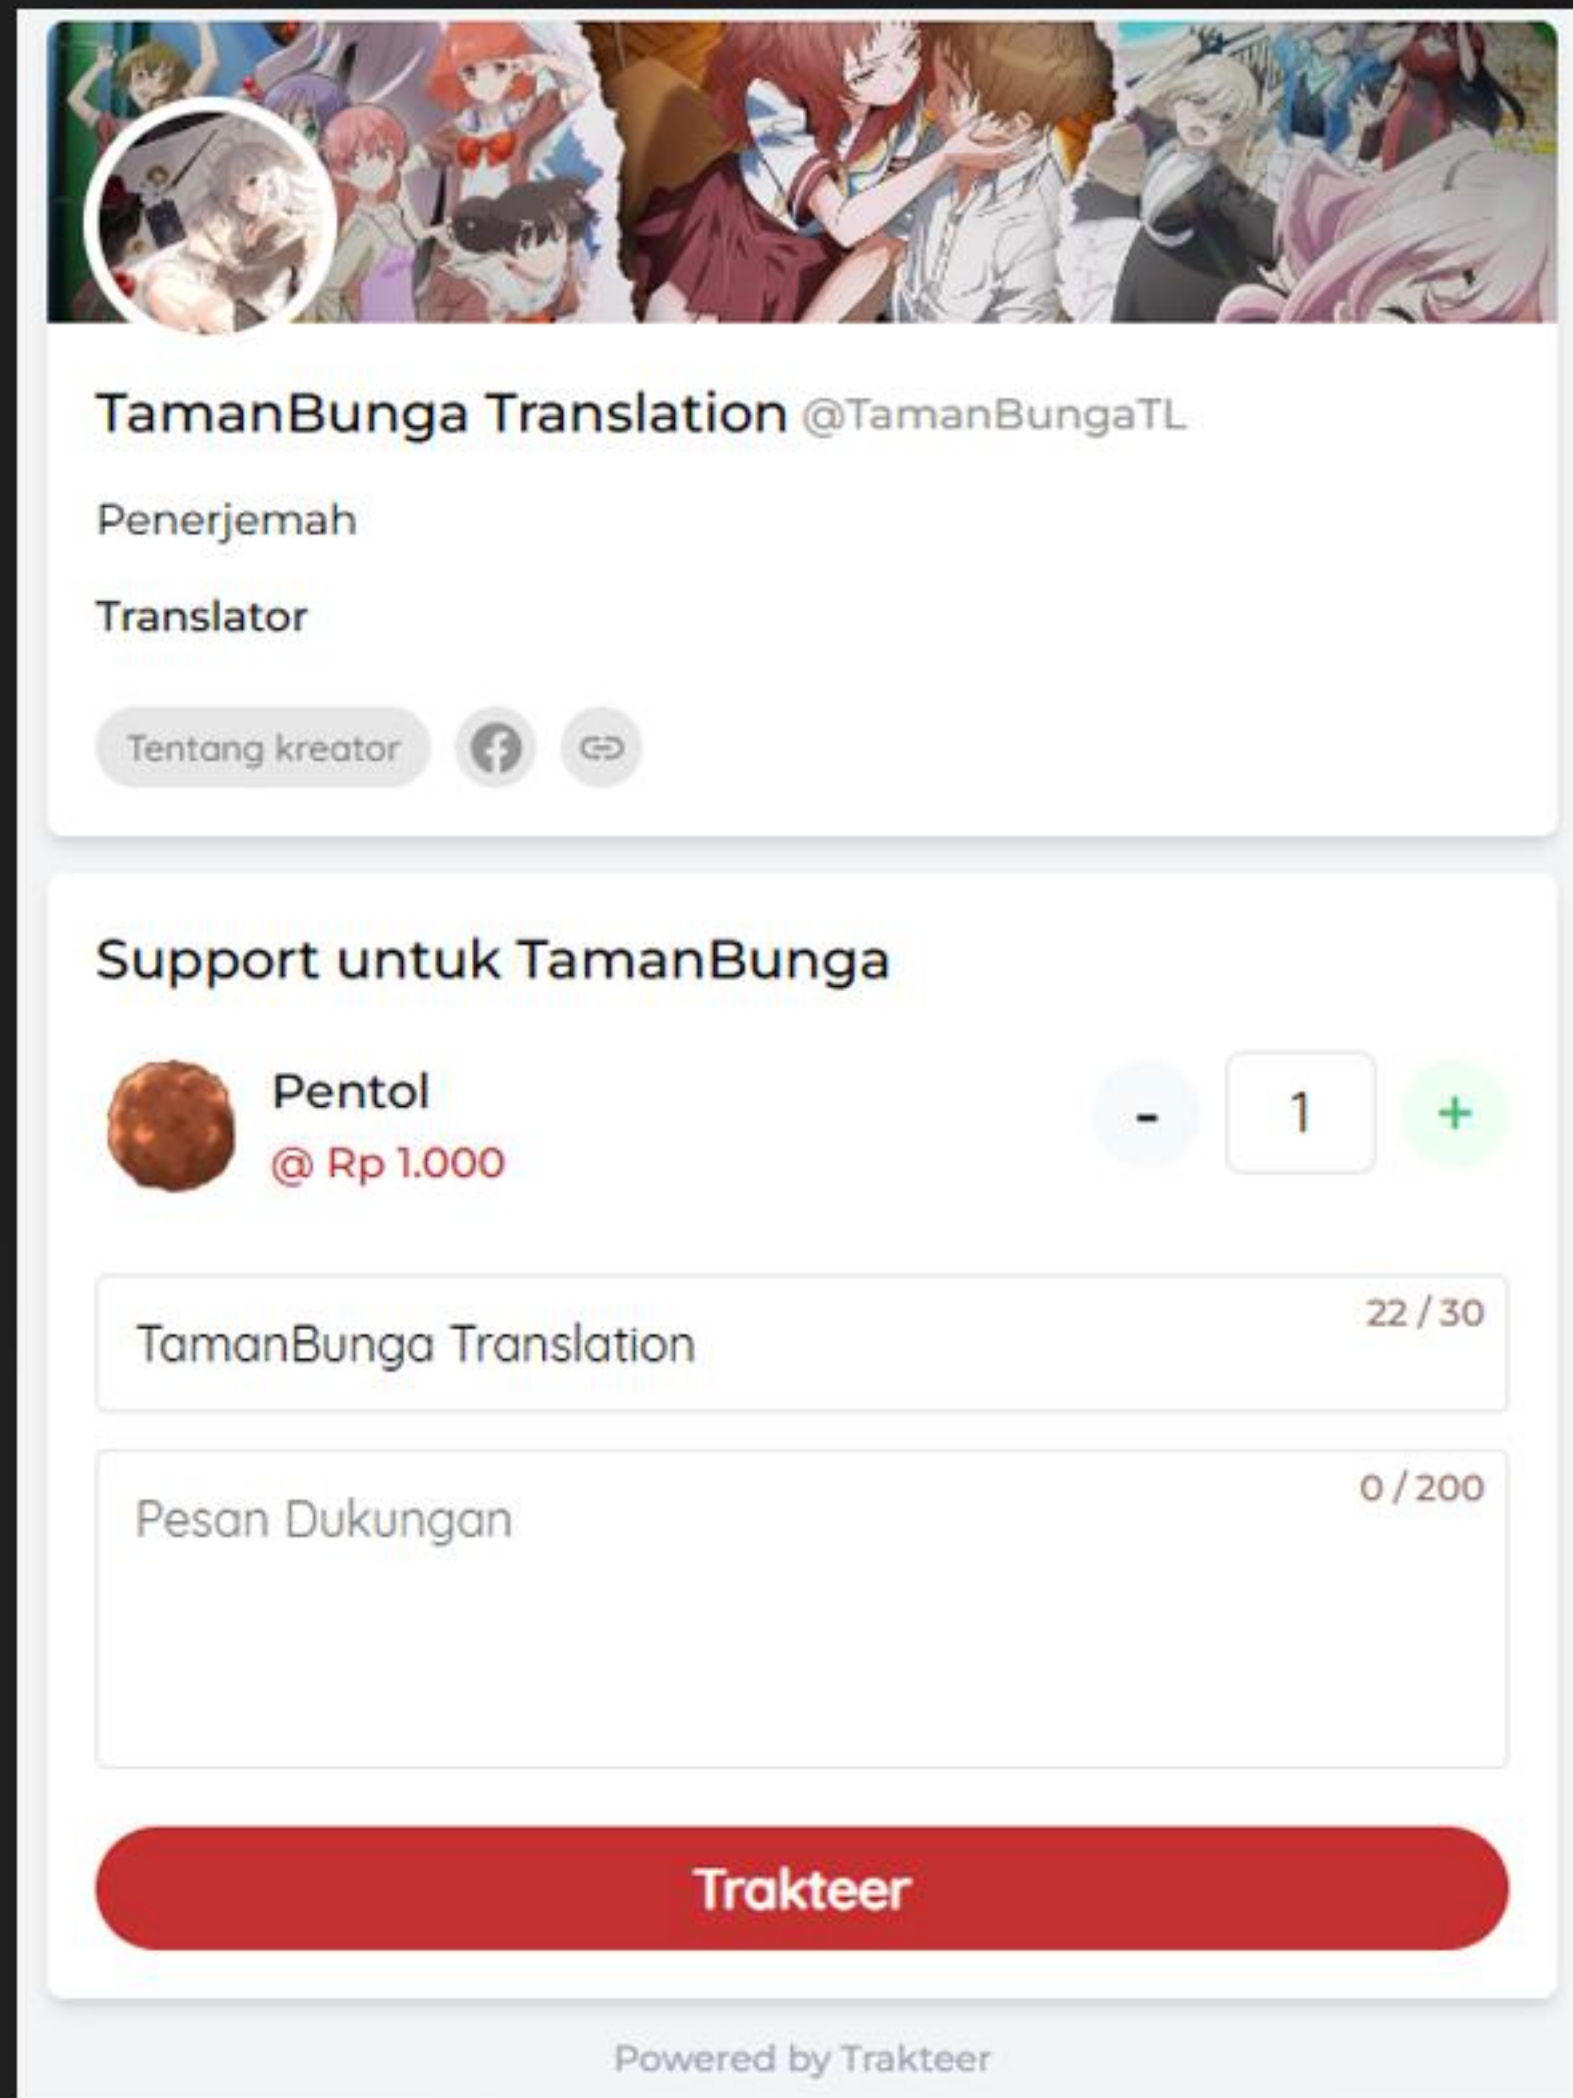 TamanBunga Translation @TamanBungaTL
Penerjemah
Translator
Tentang kreator
Support untuk TamanBunga
Pentol
@ Rp 1.000
- 1 +
22 / 30
TamanBunga Translation
0 / 200
Pesan Dukungan
Trakteer
Powered by Trakteer